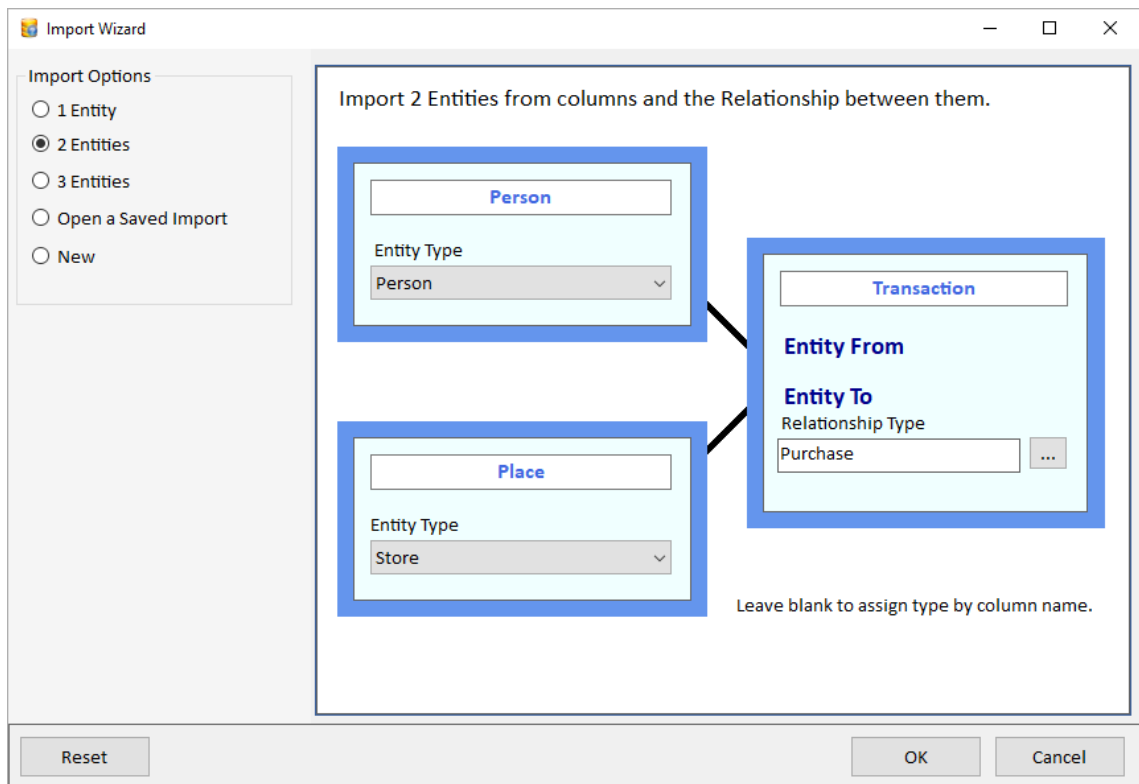 Import Wizard
Import Options
1 Entity
2 Entities
3 Entities
Open a Saved Import
New
Import 2 Entities from columns and the Relationship between them.
Person
Entity Type
Person
Transaction
Entity From
Entity To
Relationship Type
Purchase
...
Place
Entity Type
Store
Leave blank to assign type by column name.
Reset
OK
Cancel